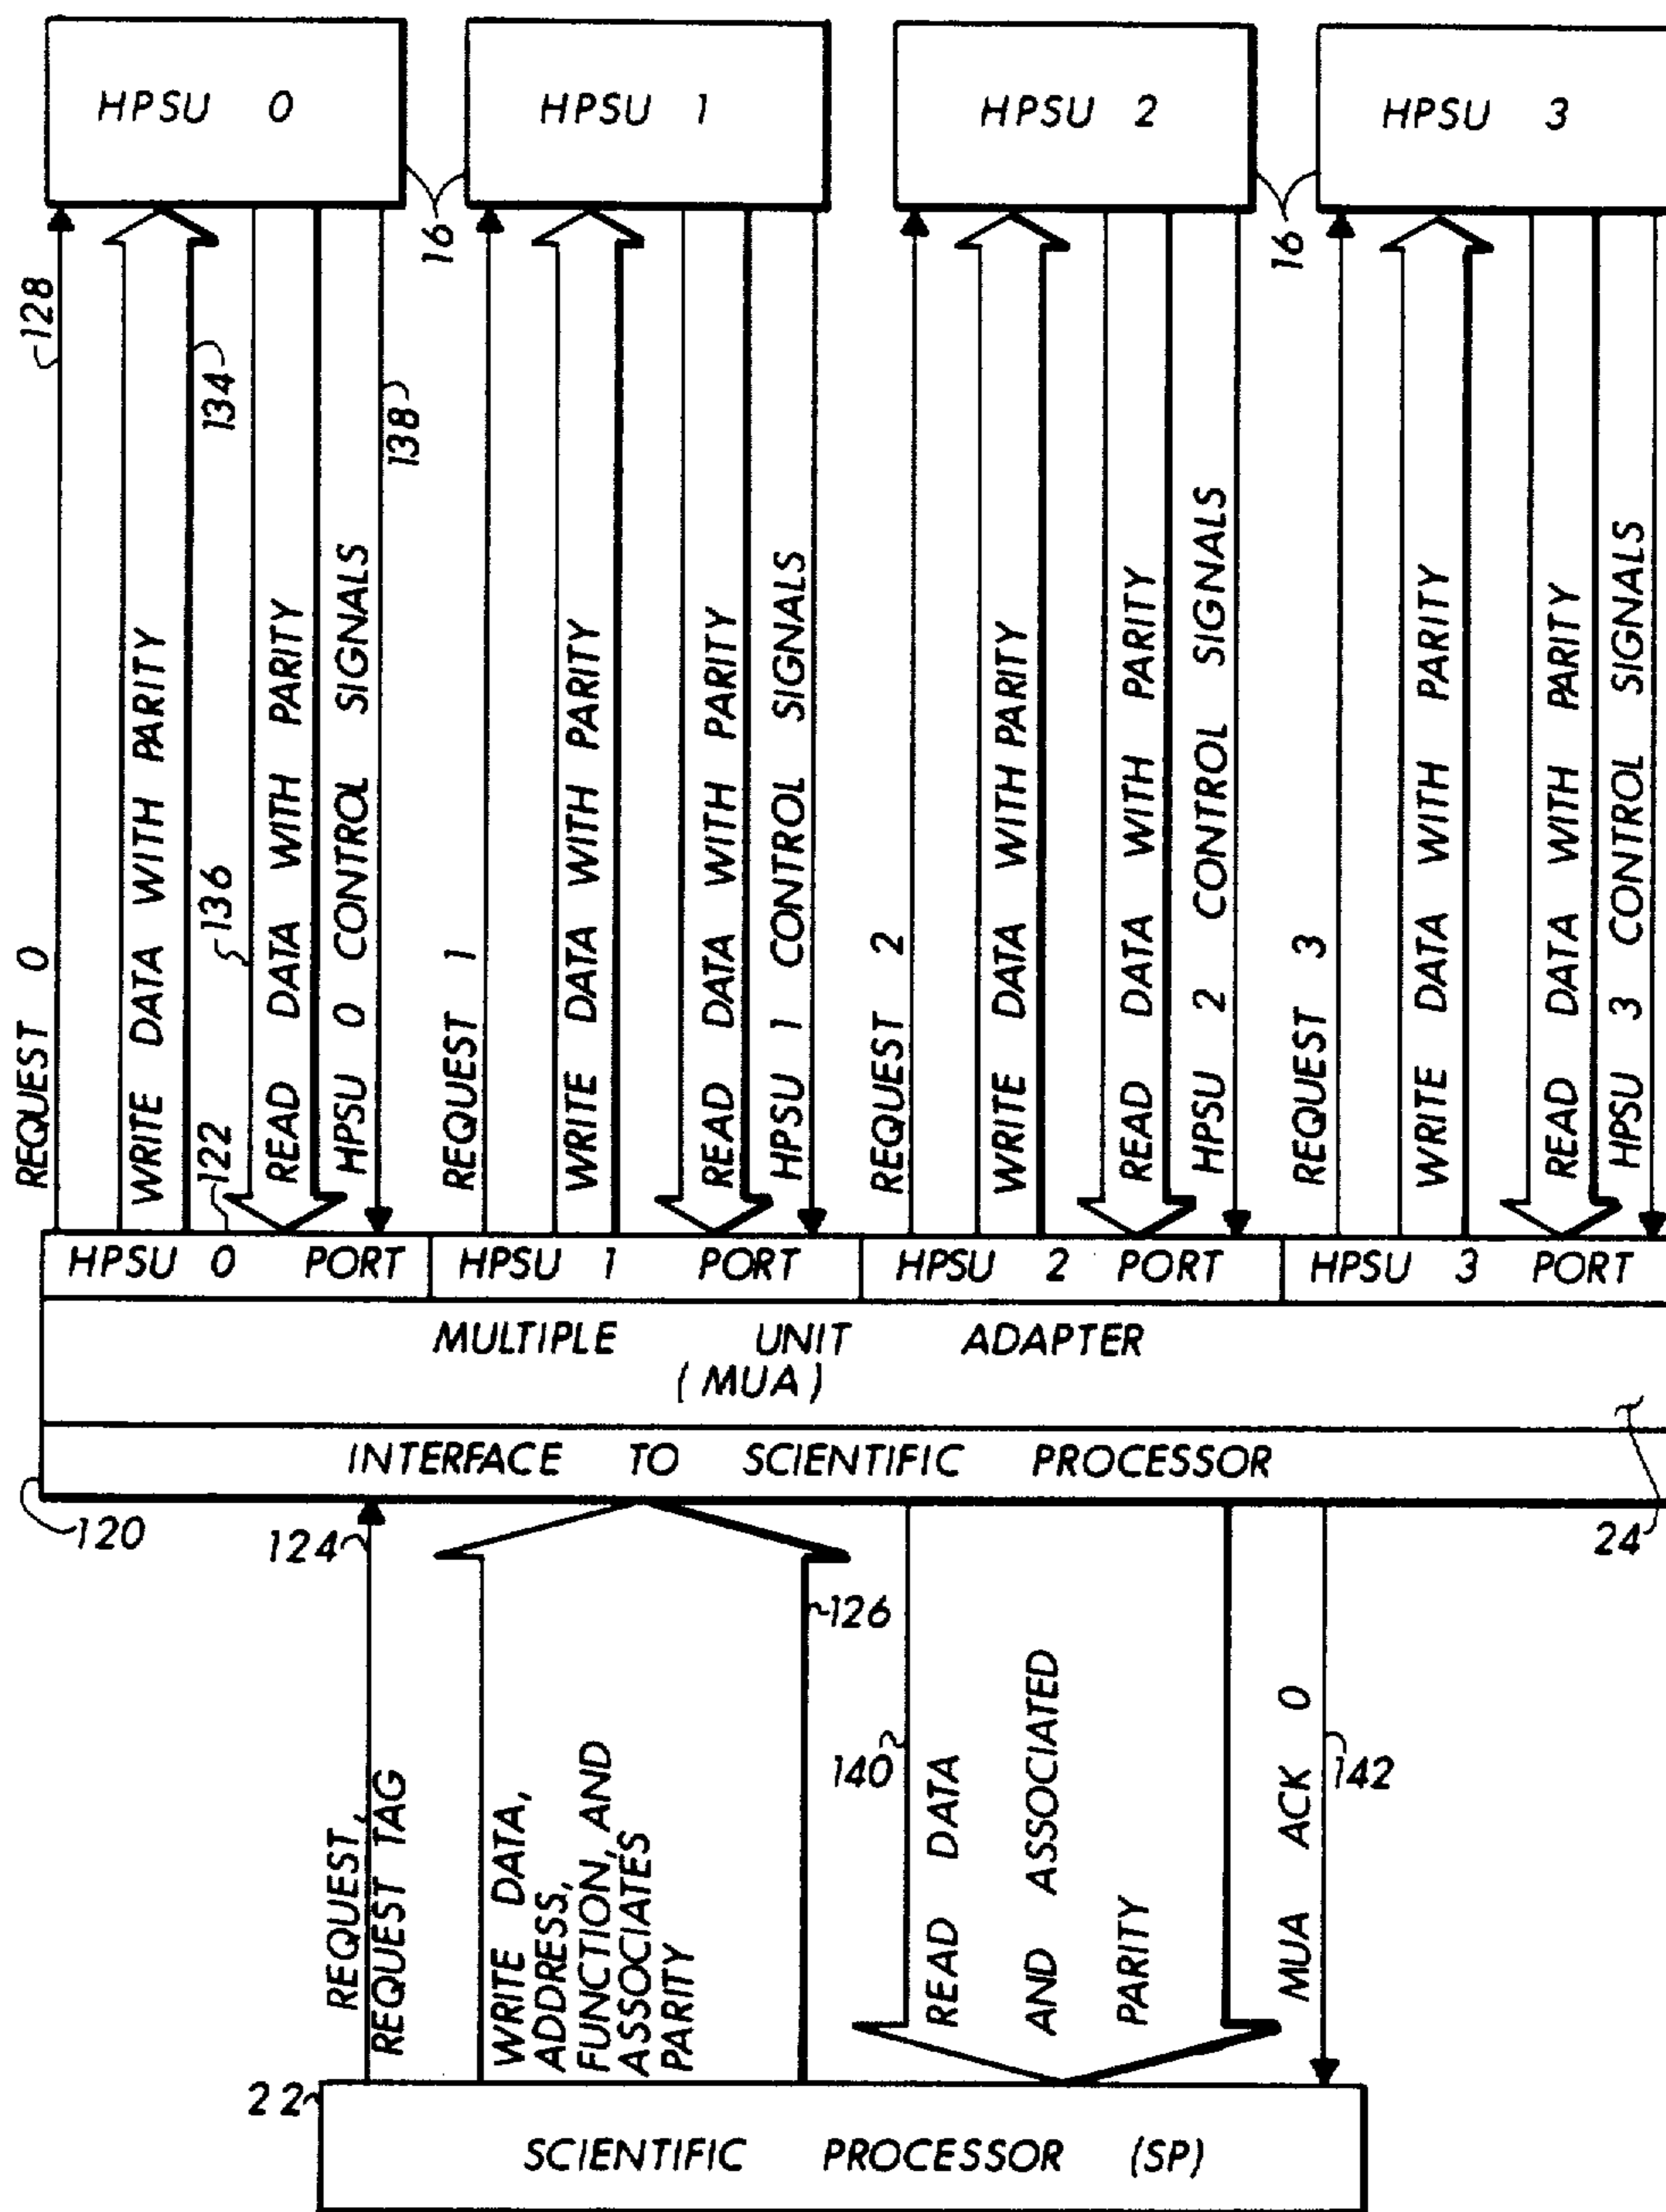 HPSU 0
HPSU 1
HPSU 2
HPSU 3
16
16
128
134
138
REQUEST 0
WRITE DATA WITH PARITY
136
122
READ DATA WITH PARITY
HPSU 0 CONTROL SIGNALS
REQUEST 1
WRITE DATA WITH PARITY
READ DATA WITH PARITY
HPSU 1 CONTROL SIGNALS
REQUEST 2
WRITE DATA WITH PARITY
READ DATA WITH PARITY
HPSU 2 CONTROL SIGNALS
REQUEST 3
WRITE DATA WITH PARITY
READ DATA WITH PARITY
HPSU 3 CONTROL SIGNALS
HPSU 0 PORT
HPSU 1 PORT
HPSU 2 PORT
HPSU 3 PORT
MULTIPLE UNIT ADAPTER
(MUA)
INTERFACE TO SCIENTIFIC PROCESSOR
120
124
24
126
REQUEST,
REQUEST TAG
WRITE DATA,
ADDRESS,
FUNCTION, AND
ASSOCIATES
PARITY
140
READ DATA
AND ASSOCIATED
PARITY
MUA ACK 0
142
22
SCIENTIFIC PROCESSOR (SP)